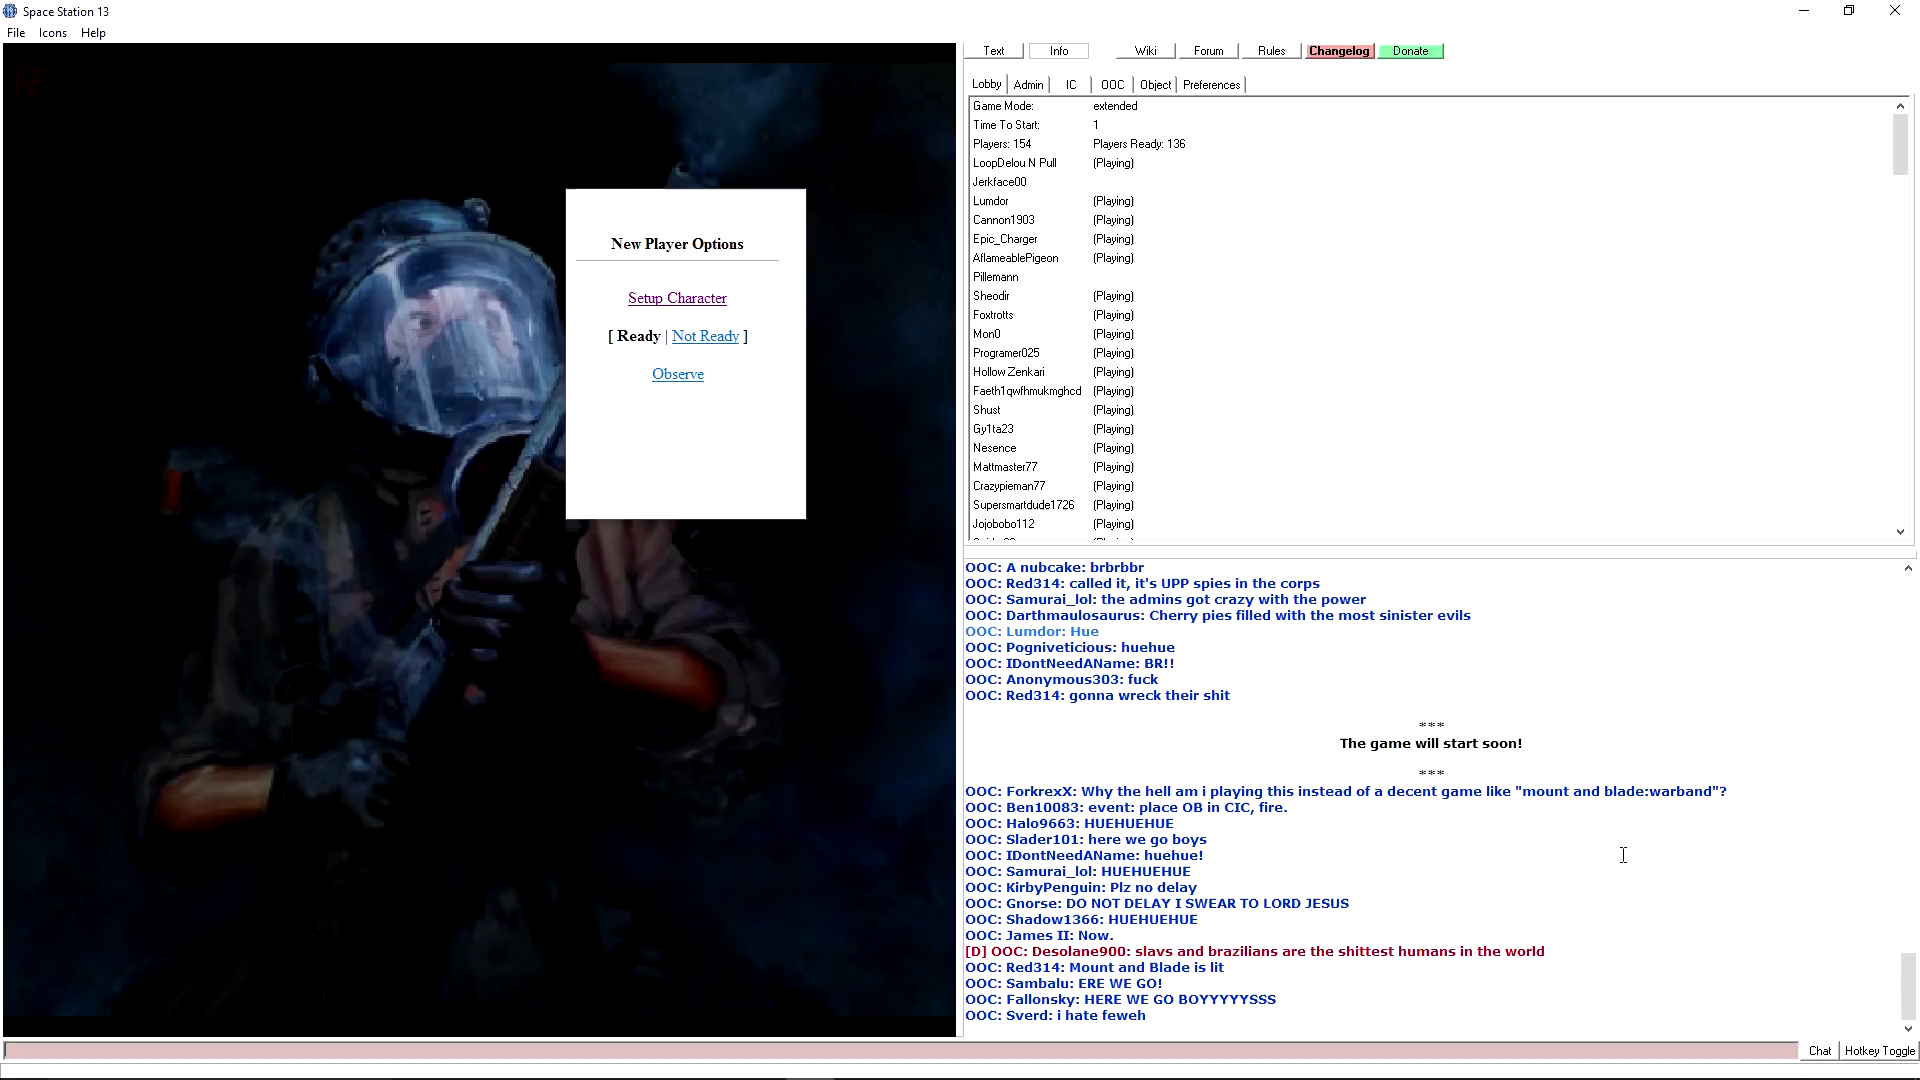 Space Station 13
File Icons Help
Text Info Wiki Forum Rules Changelog Donate
Lobby Admin IC OOC Object Preferences
New Player Options
Setup Character
[ Ready | Not Ready ]
Observe
Game Mode: extended
Time To Start: 1
Players: 154 Players Ready: 136
LoopDelou N Pull (Playing)
Jerkface00
Lumdor (Playing)
Cannon1903 (Playing)
Epic_Charger (Playing)
AflameablePigeon (Playing)
Pillemann
Sheodir (Playing)
Foxtrotts (Playing)
Mon0 (Playing)
Programer025 (Playing)
Hollow Zenkari (Playing)
Faeth1qwfhmukmghcd (Playing)
Shust (Playing)
Gy1ta23 (Playing)
Nesence (Playing)
Mattmaster77 (Playing)
Crazypieman77 (Playing)
Supersmartdude1726 (Playing)
Jojobobo112 (Playing)
OOC: A nubcake: brbrbbr
OOC: Red314: called it, it's UPP spies in the corps
OOC: Samurai_lol: the admins got crazy with the power
OOC: Darthmaulosaurus: Cherry pies filled with the most sinister evils
OOC: Lumdor: Hue
OOC: Pogniveticious: huehue
OOC: IDontNeedAName: BR!!
OOC: Anonymous303: fuck
OOC: Red314: gonna wreck their shit
***
The game will start soon!
***
OOC: ForkrexX: Why the hell am i playing this instead of a decent game like "mount and blade:warband"?
OOC: Ben10083: event: place OB in CIC, fire.
OOC: Halo9663: HUEHUEHUE
OOC: Slader101: here we go boys
OOC: IDontNeedAName: huehue!
OOC: Samurai_lol: HUEHUEHUE
OOC: KirbyPenguin: Plz no delay
OOC: Gnorse: DO NOT DELAY I SWEAR TO LORD JESUS
OOC: Shadow1366: HUEHUEHUE
OOC: James II: Now.
[D] OOC: Desolane900: slavs and brazilians are the shittest humans in the world
OOC: Red314: Mount and Blade is lit
OOC: Sambalu: ERE WE GO!
OOC: Fallonsky: HERE WE GO BOYYYYYSSS
OOC: Sverd: i hate feweh
Chat Hotkey Toggle